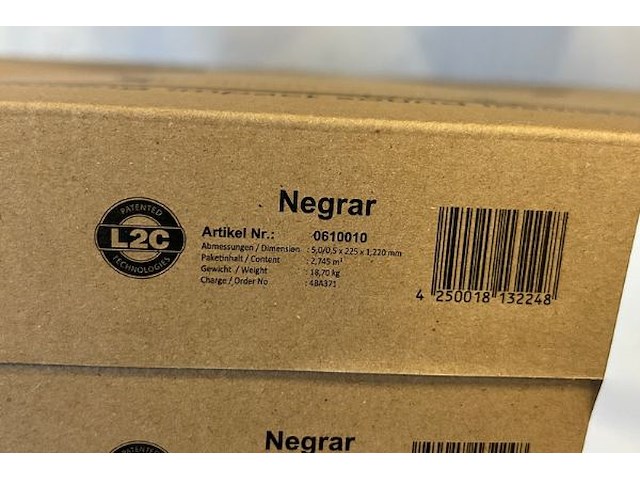 Negrar
PATENTED
L2C
TECHNOLOGIES
Artikel Nr.: 0610010
Abmessungen / Dimension : 5,0/0,5 x 225 x 1,220 mm
Paketinhalt / Content : 2,745 m²
Gewicht / Weight : 18,70 kg
Charge / Order No : 4BA371
4 250018 132248
Negrar